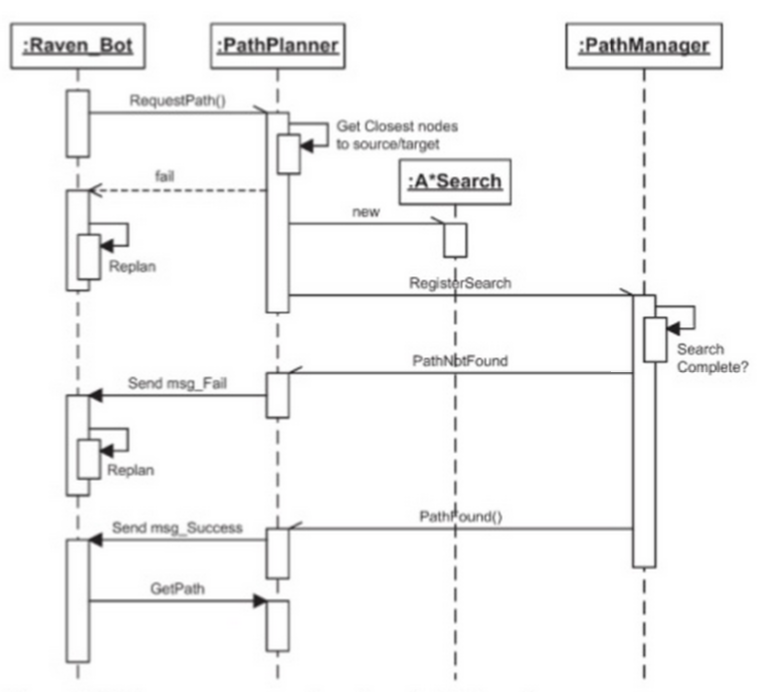 :Raven_Bot
:PathPlanner
:PathManager
RequestPath()
Get Closest nodes
to source/target
:A*Search
fail
new
Replan
RegisterSearch
Search
Complete?
PathNotFound
Send msg_Fail
Replan
PathFound()
Send msg_Success
GetPath